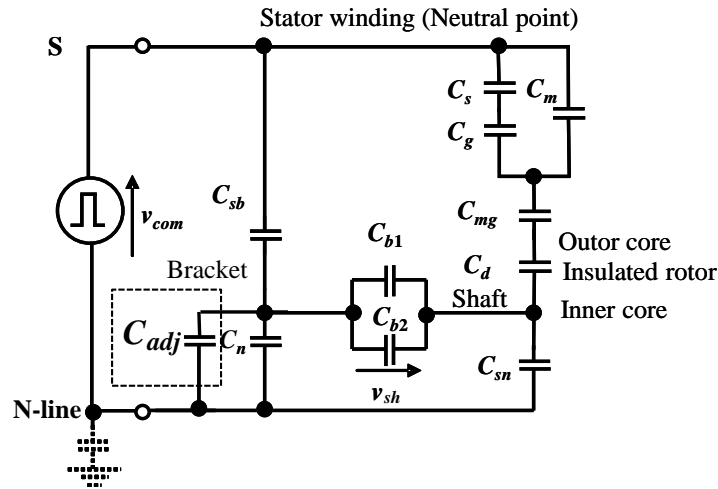 Stator winding (Neutral point)
S
C_s
C_m
C_g
v_com
C_sb
C_mg
C_b1
Outor core
Bracket
C_d
Insulated rotor
Shaft
Inner core
C_adj
C_n
C_b2
C_sn
v_sh
N-line